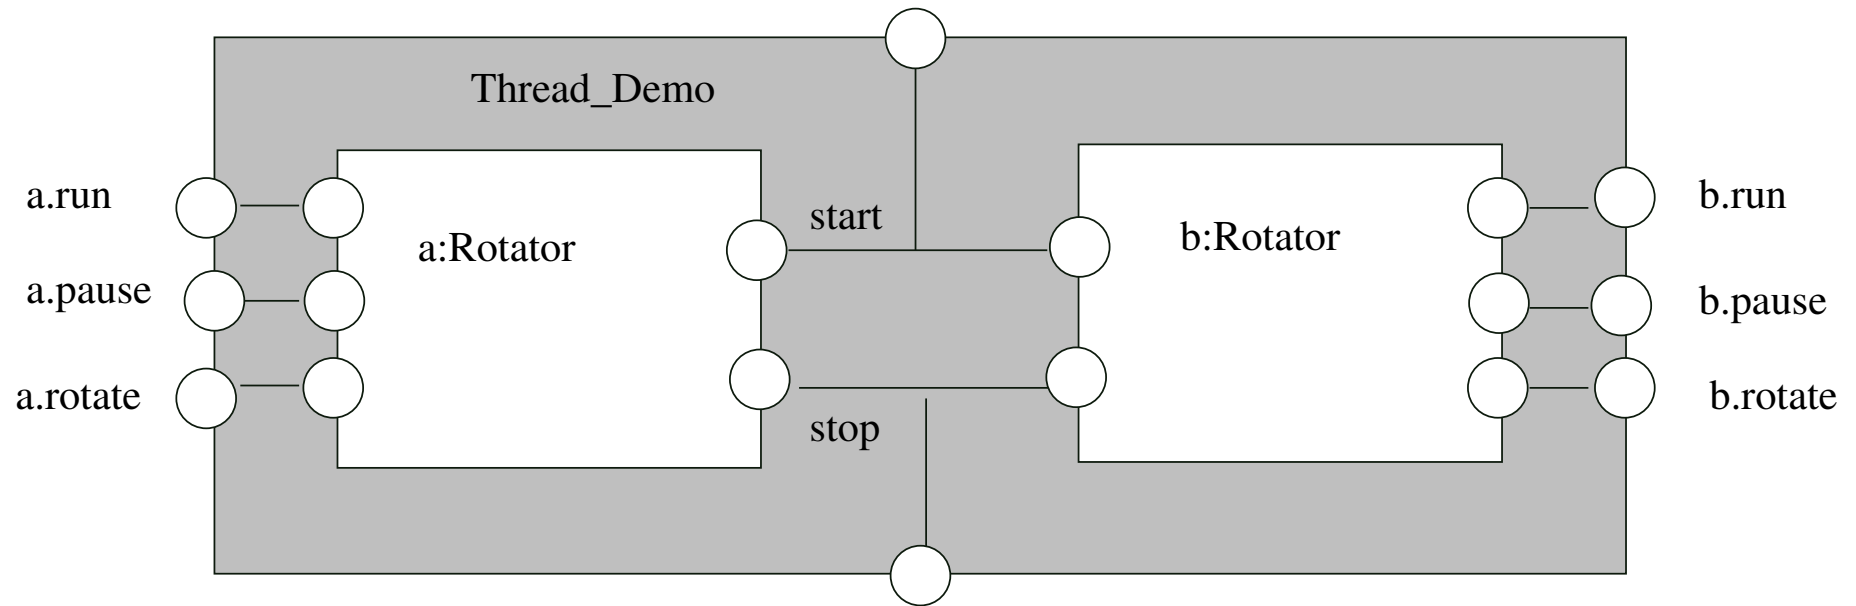 Thread_Demo
a.run
a:Rotator
start
b:Rotator
b.run
a.pause
b.pause
a.rotate
stop
b.rotate